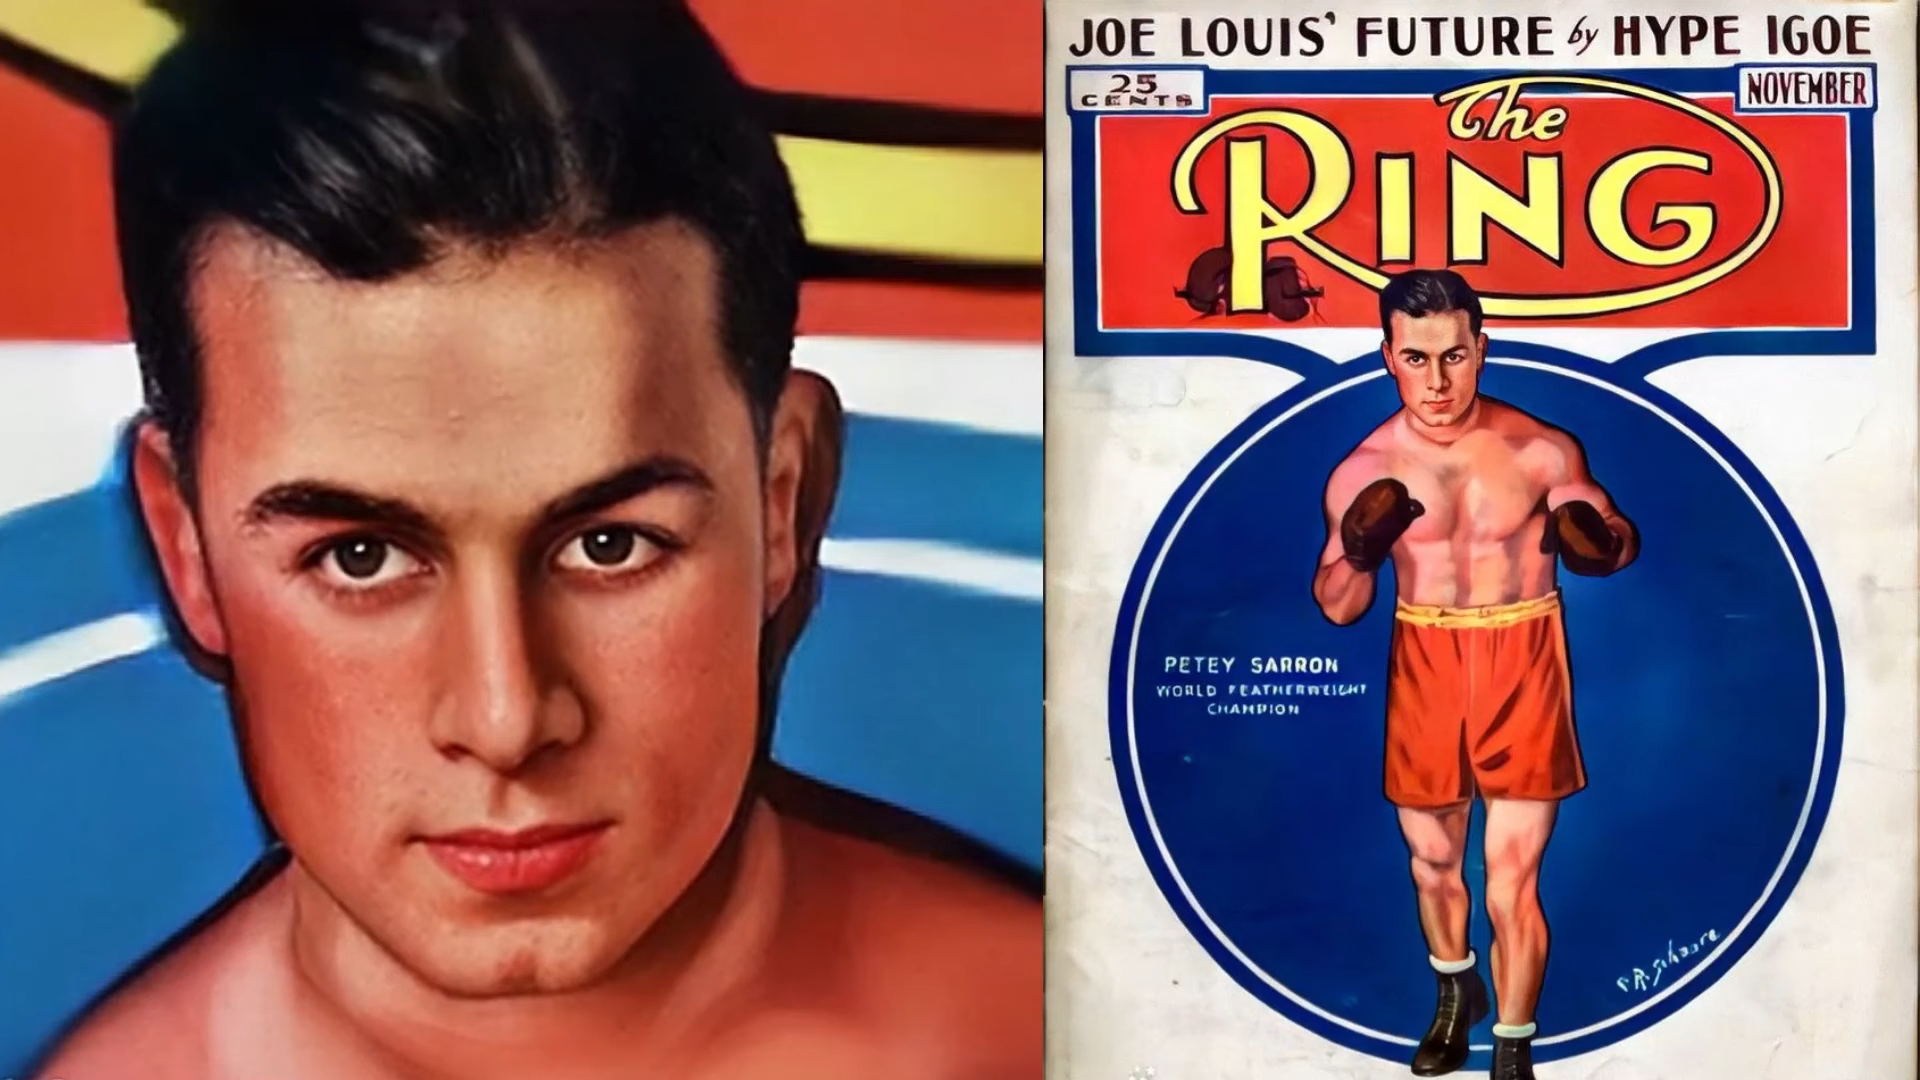 JOE LOUIS' FUTURE by HYPE IGOE
25
CENTS
NOVEMBER
The
RING
PETEY SARRON
WORLD FEATHERWEIGHT
CHAMPION